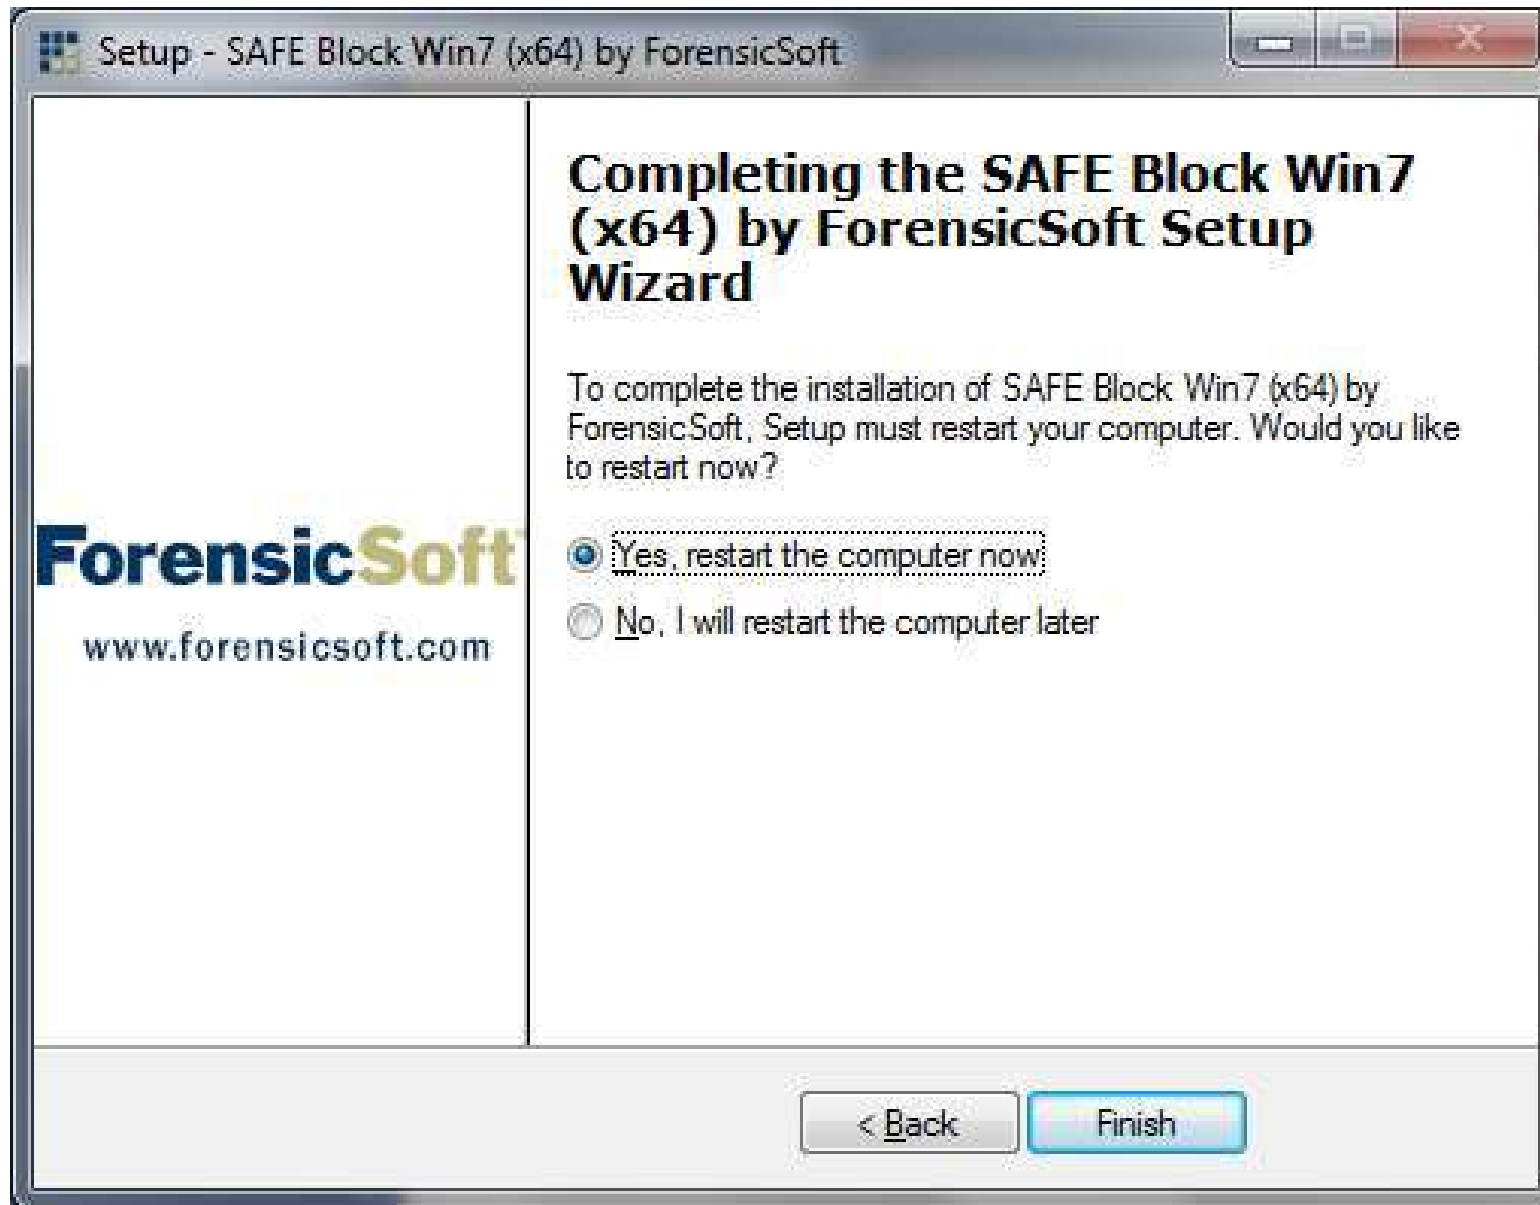 Setup - SAFE Block Win7 (x64) by ForensicSoft
Completing the SAFE Block Win7
(x64) by ForensicSoft Setup
Wizard
To complete the installation of SAFE Block Win7 (x64) by
ForensicSoft, Setup must restart your computer. Would you like
to restart now?
Yes, restart the computer now
No, I will restart the computer later
ForensicSoft
www.forensicsoft.com
< Back
Finish